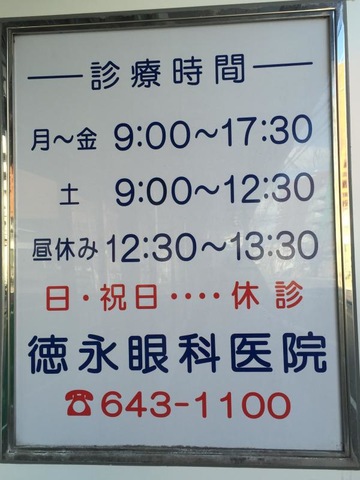 診療時間
月～金 9:00～17:30
土 9:00～12:30
昼休み 12:30～13:30
日・祝日････休診
徳永眼科医院
☎643-1100